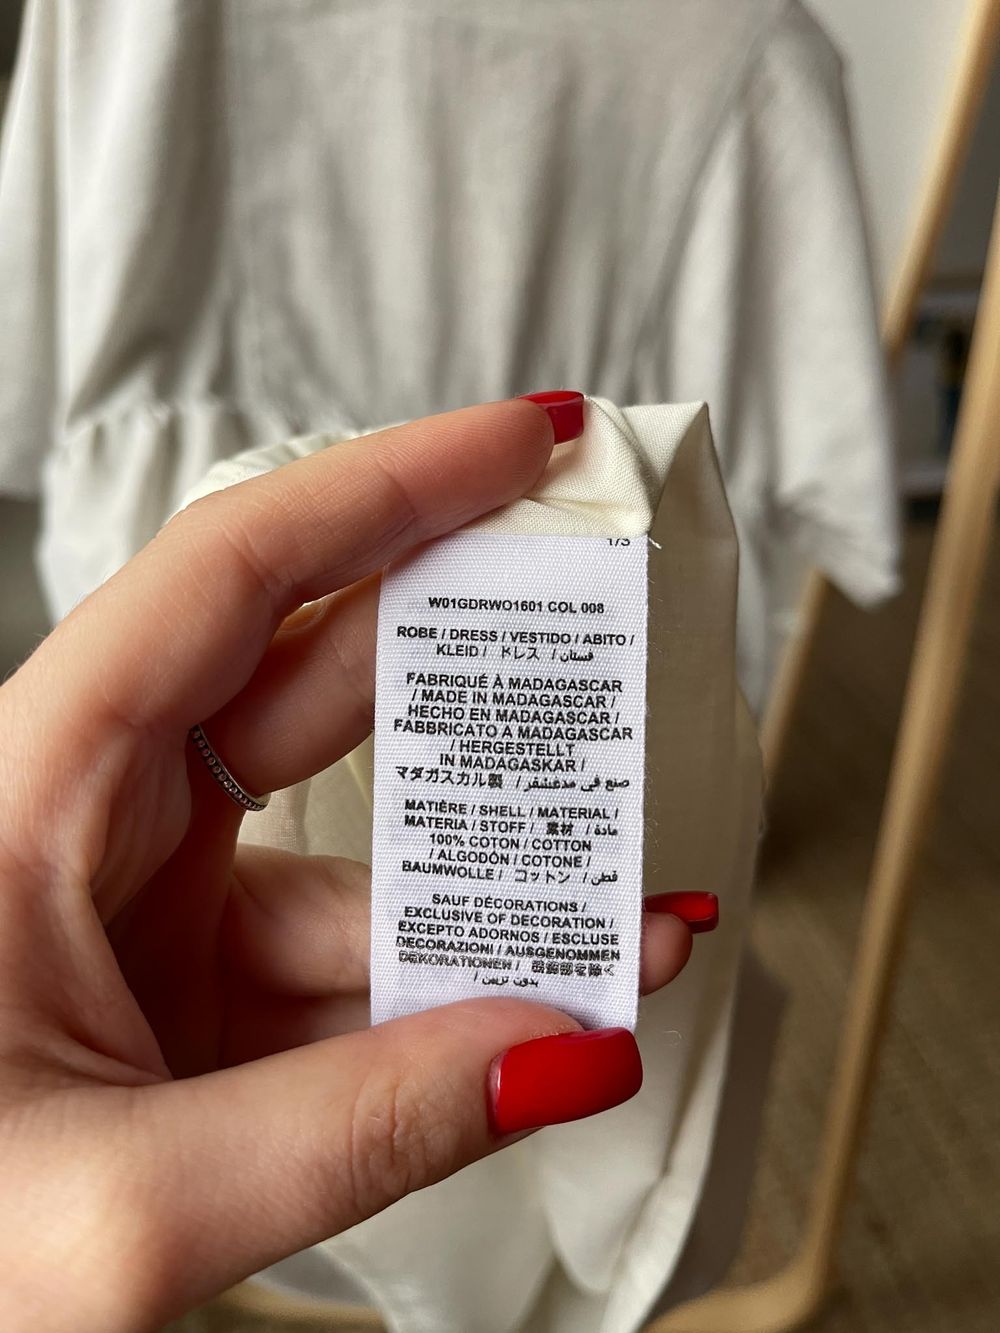 1/3
W01GDRWO1601 COL 008
ROBE / DRESS / VESTIDO / ABITO /
KLEID / ドレス / فستان
FABRIQUÉ À MADAGASCAR
/ MADE IN MADAGASCAR /
HECHO EN MADAGASCAR /
FABBRICATO A MADAGASCAR
/ HERGESTELLT
IN MADAGASKAR /
マダガスカル製 / صنع في مدغشقر
MATIÈRE / SHELL / MATERIAL /
MATERIA / STOFF / 素材 / مادة
100% COTON / COTTON
/ ALGODÓN / COTONE /
BAUMWOLLE / コットン / قطن
SAUF DÉCORATIONS /
EXCLUSIVE OF DECORATION /
EXCEPTO ADORNOS / ESCLUSE
DECORAZIONI / AUSGENOMMEN
DEKORATIONEN / 装飾部を除く
/ بدون تزيين